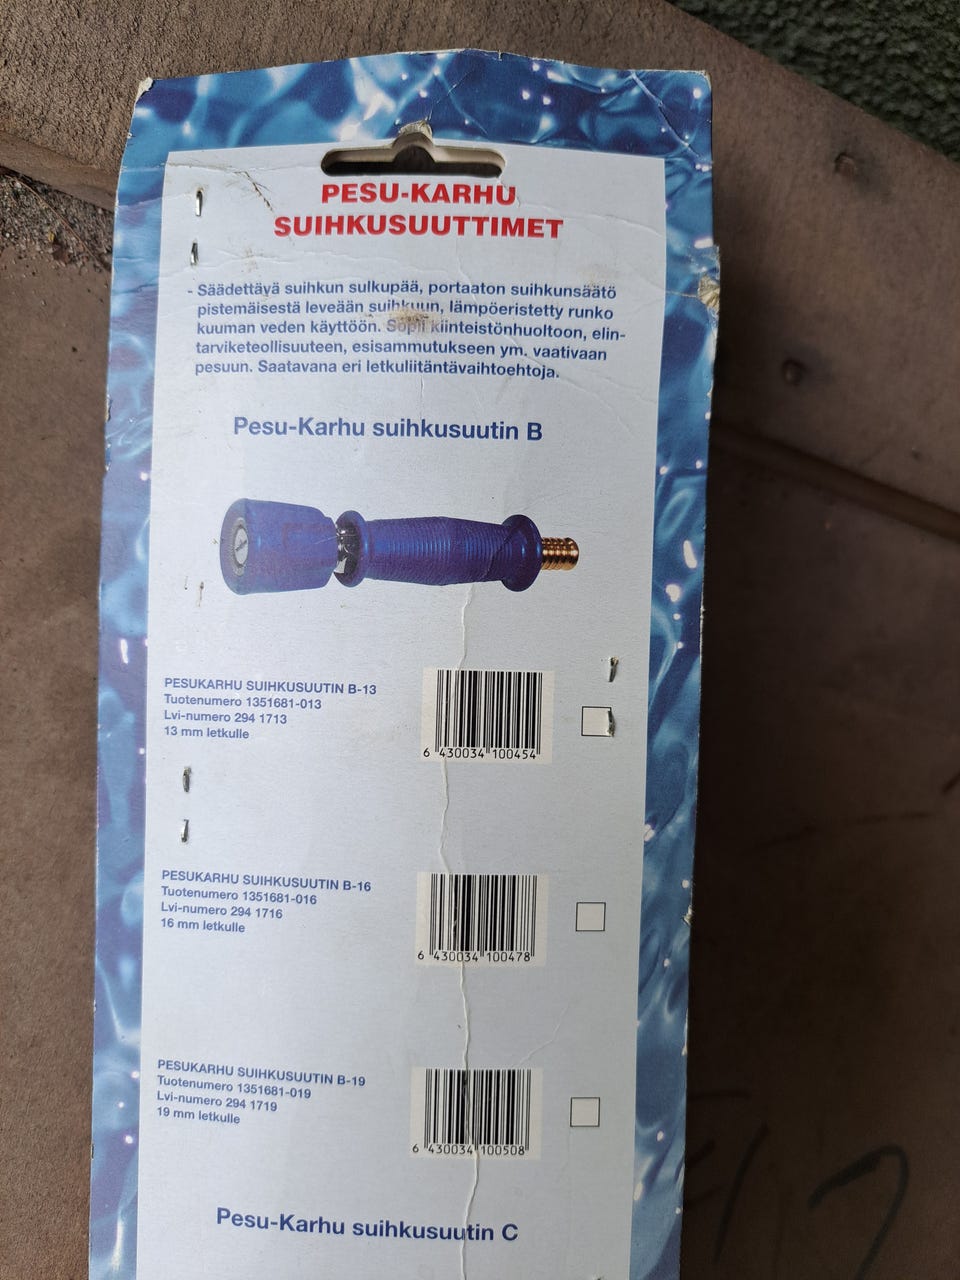 PESU-KARHU
SUIHKUSUUTTIMET
- Säädettävä suihkun sulkupää, portaaton suihkunsäätö
pistemäisestä leveään suihkuun, lämpöeristetty runko
kuuman veden käyttöön. Sopii kiinteistönhuoltoon, elin-
tarviketeollisuuteen, esisammutukseen ym. vaativaan
pesuun. Saatavana eri letkuliitäntävaihtoehtoja.
Pesu-Karhu suihkusuutin B
PESUKARHU SUIHKUSUUTIN B-13
Tuotenumero 1351681-013
Lvi-numero 294 1713
13 mm letkulle
6 430034 100454
PESUKARHU SUIHKUSUUTIN B-16
Tuotenumero 1351681-016
Lvi-numero 294 1716
16 mm letkulle
6 430034 100478
PESUKARHU SUIHKUSUUTIN B-19
Tuotenumero 1351681-019
Lvi-numero 294 1719
19 mm letkulle
6 430034 100508
Pesu-Karhu suihkusuutin C